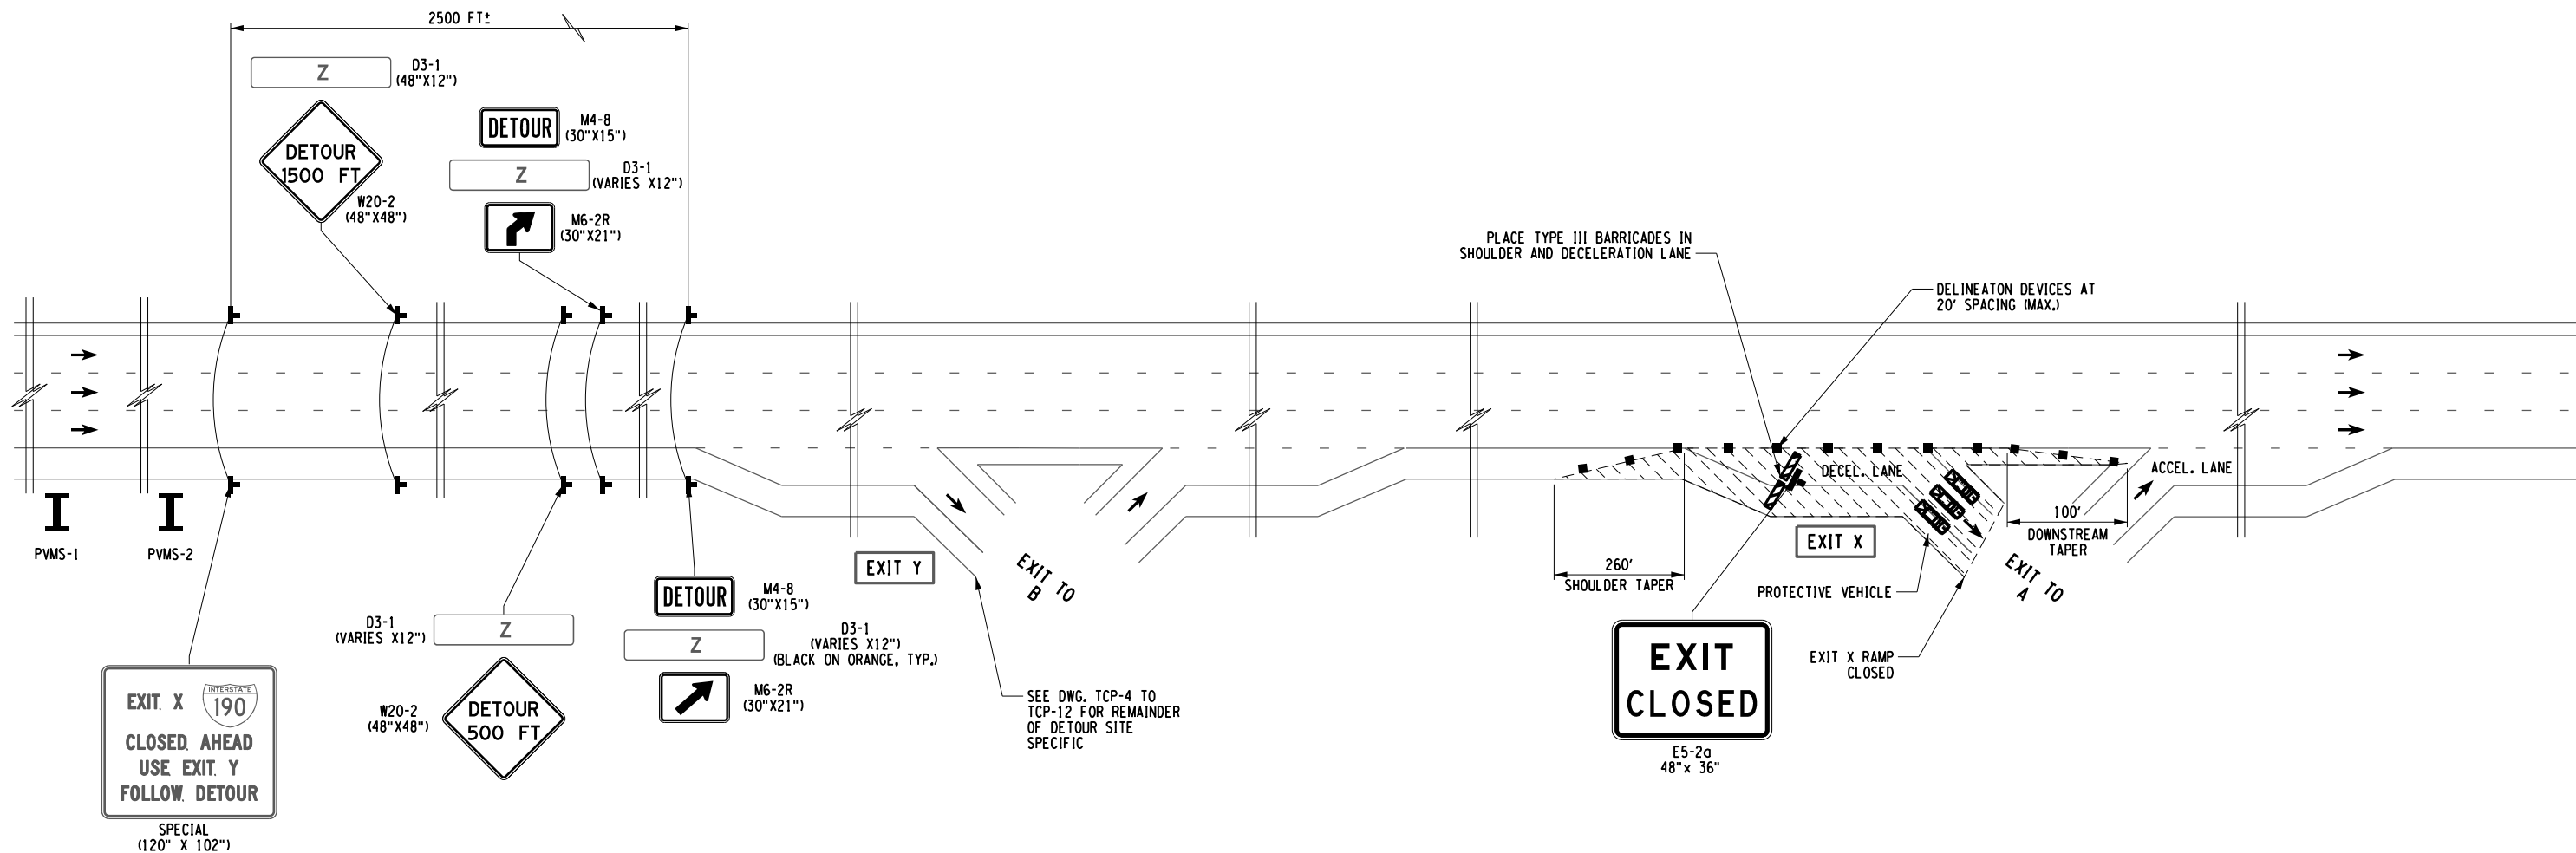 2500 FT±
Z
D3-1
(48"X12")
DETOUR
1500 FT
W20-2
(48"X48")
DETOUR
M4-8
(30"X15")
Z
D3-1
(VARIES X12")
M6-2R
(30"X21")
PLACE TYPE III BARRICADES IN
SHOULDER AND DECELERATION LANE
DELINEATON DEVICES AT
20' SPACING (MAX.)
DECEL. LANE
ACCEL. LANE
PVMS-1
PVMS-2
EXIT Y
EXIT TO
B
EXIT X
260'
SHOULDER TAPER
100'
DOWNSTREAM
TAPER
EXIT TO
A
PROTECTIVE VEHICLE
EXIT X RAMP
CLOSED
EXIT CLOSED
E5-2a
48"x 36"
DETOUR
M4-8
(30"X15")
Z
D3-1
(VARIES X12")
(BLACK ON ORANGE, TYP.)
M6-2R
(30"X21")
D3-1
(VARIES X12")
Z
W20-2
(48"X48")
DETOUR
500 FT
SEE DWG. TCP-4 TO
TCP-12 FOR REMAINDER
OF DETOUR SITE
SPECIFIC
EXIT. X
INTERSTATE
190
CLOSED. AHEAD
USE EXIT. Y
FOLLOW. DETOUR
SPECIAL
(120" X 102")